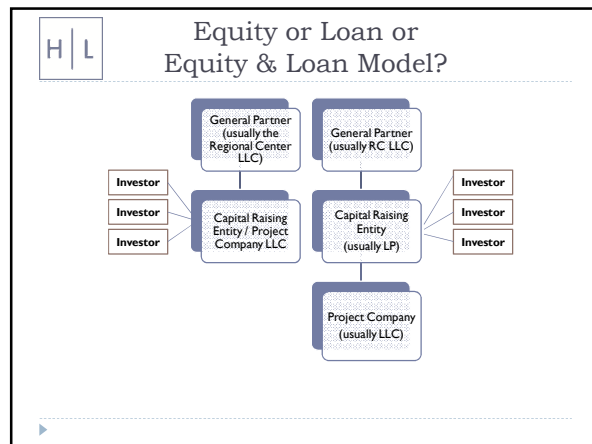 H | L
Equity or Loan or
Equity & Loan Model?
General Partner
(usually the
Regional Center
LLC)
General Partner
(usually RC LLC)
Investor
Investor
Investor
Capital Raising
Entity / Project
Company LLC
Capital Raising
Entity
(usually LP)
Investor
Investor
Investor
Project Company
(usually LLC)